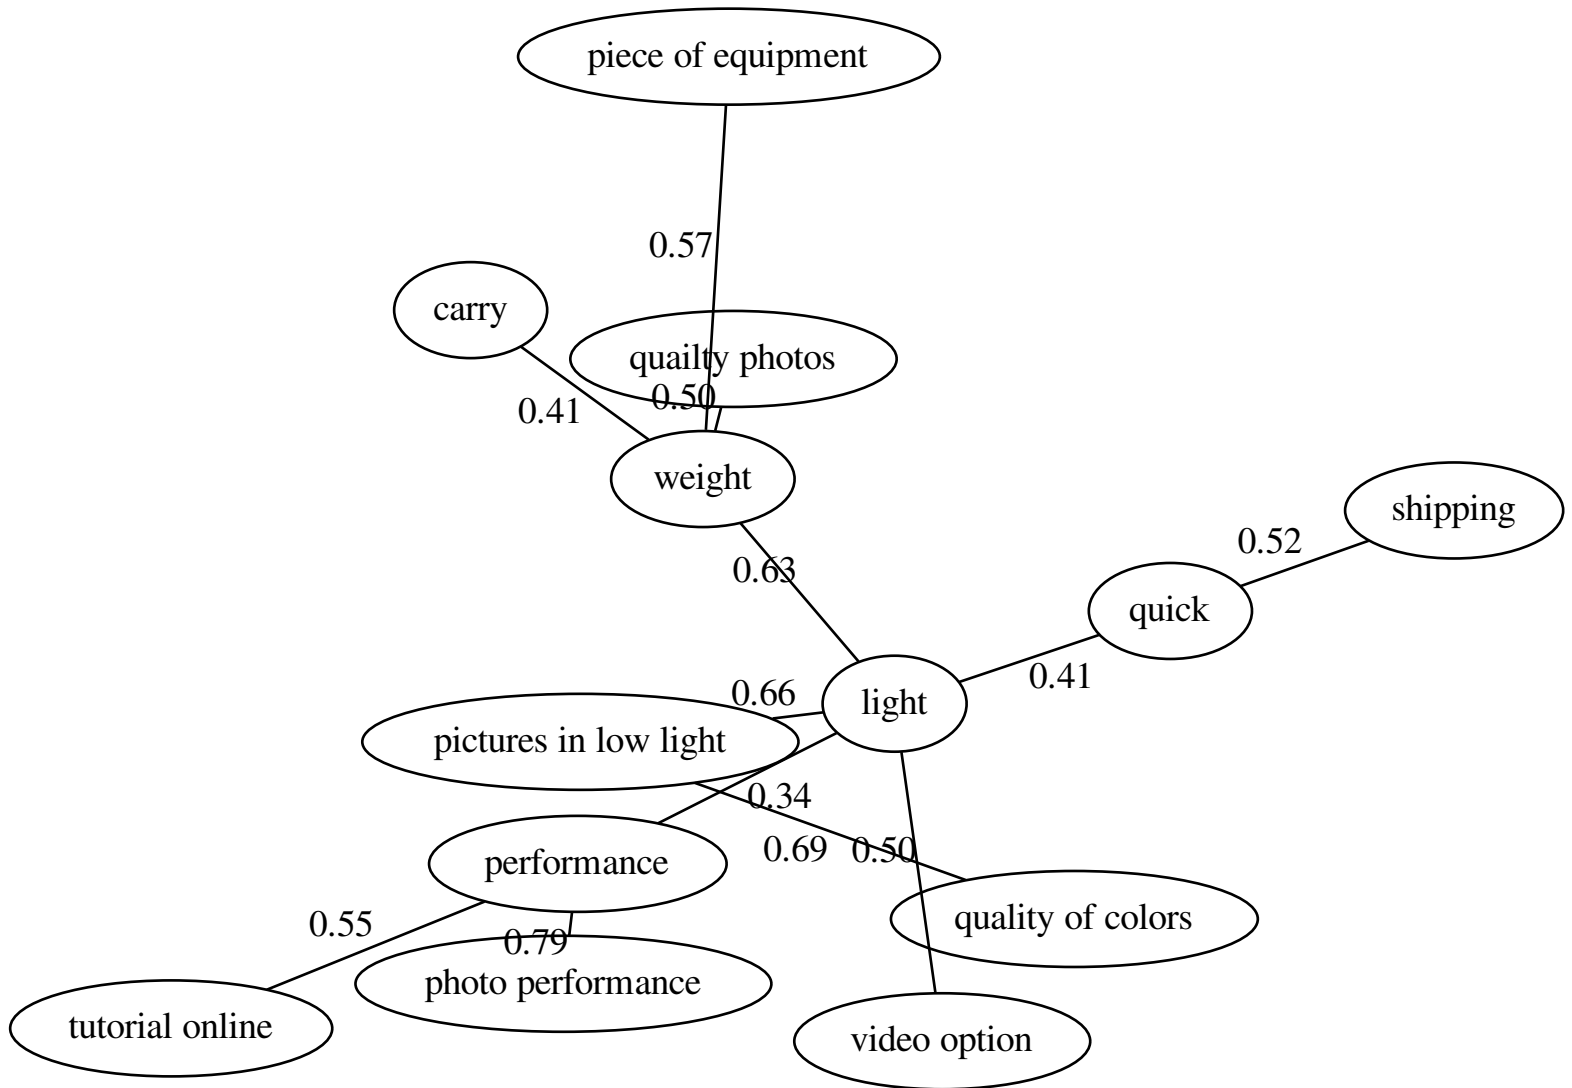 piece of equipment
0.57
carry
quailty photos
0.50
0.41
weight
shipping
0.52
0.63
quick
0.41
light
0.66
pictures in low light
0.34
0.69
0.50
performance
quality of colors
0.55
0.79
photo performance
tutorial online
video option